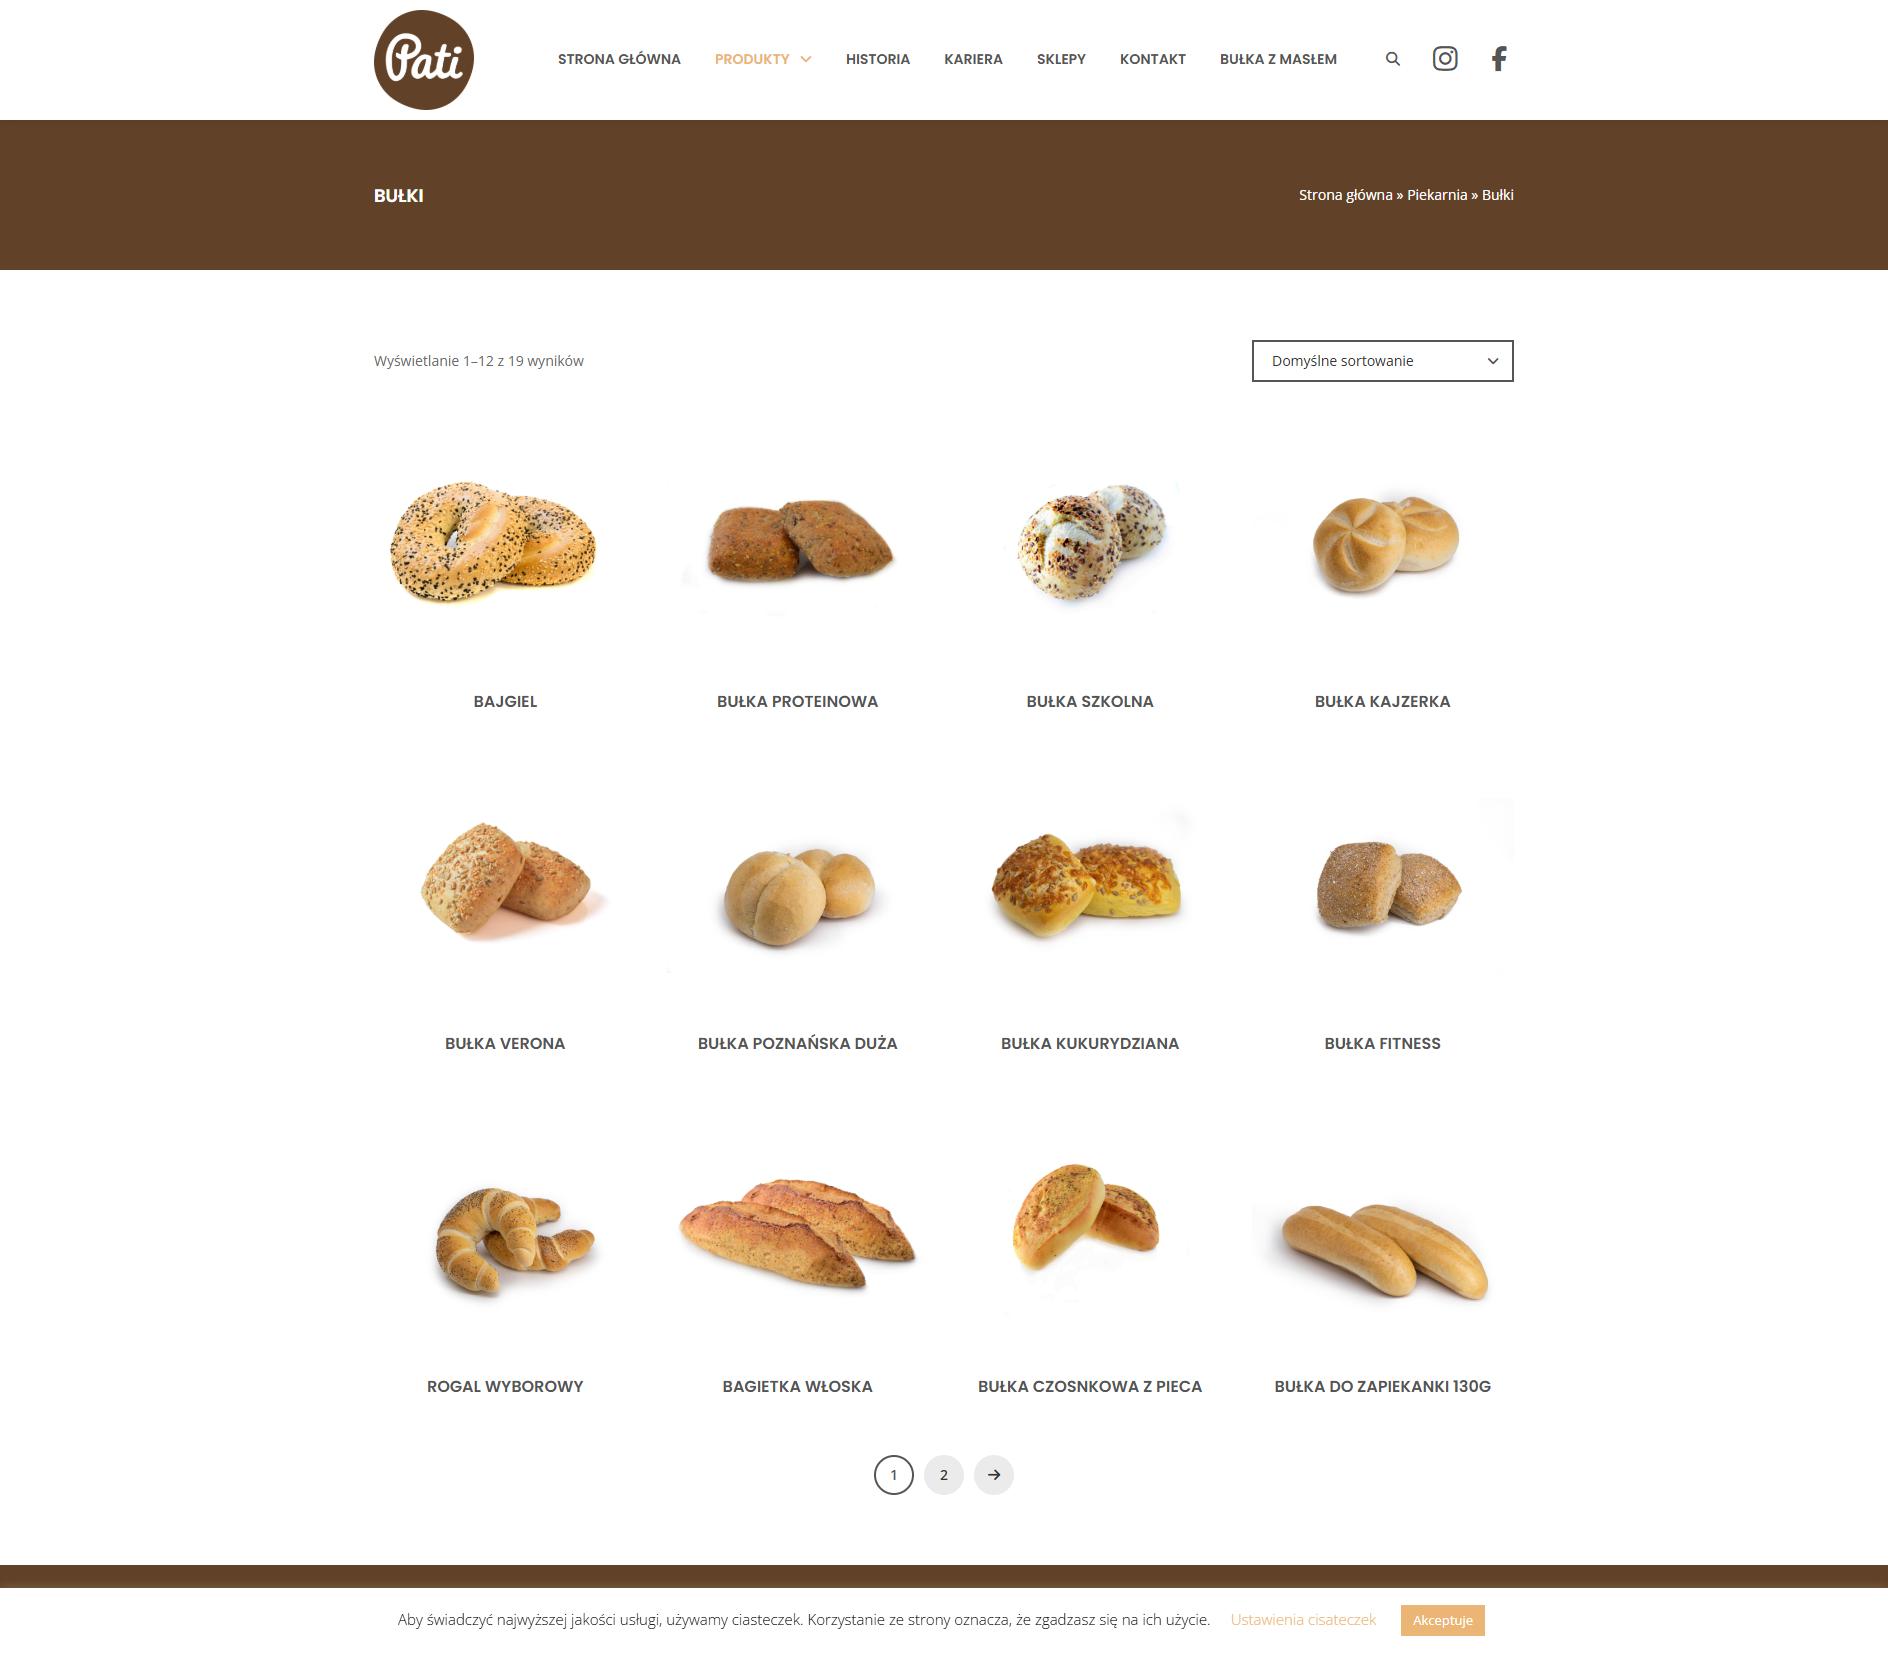 Pati
STRONA GŁÓWNA
PRODUKTY
HISTORIA
KARIERA
SKLEPY
KONTAKT
BUŁKA Z MASŁEM
BUŁKI
Strona główna » Piekarnia » Bułki
Wyświetlanie 1–12 z 19 wyników
Domyślne sortowanie
BAJGIEL
BUŁKA PROTEINOWA
BUŁKA SZKOLNA
BUŁKA KAJZERKA
BUŁKA VERONA
BUŁKA POZNAŃSKA DUŻA
BUŁKA KUKURYDZIANA
BUŁKA FITNESS
ROGAL WYBOROWY
BAGIETKA WŁOSKA
BUŁKA CZOSNKOWA Z PIECA
BUŁKA DO ZAPIEKANKI 130G
1
2
Aby świadczyć najwyższej jakości usługi, używamy ciasteczek. Korzystanie ze strony oznacza, że zgadzasz się na ich użycie.
Ustawienia cisateczek
Akceptuje